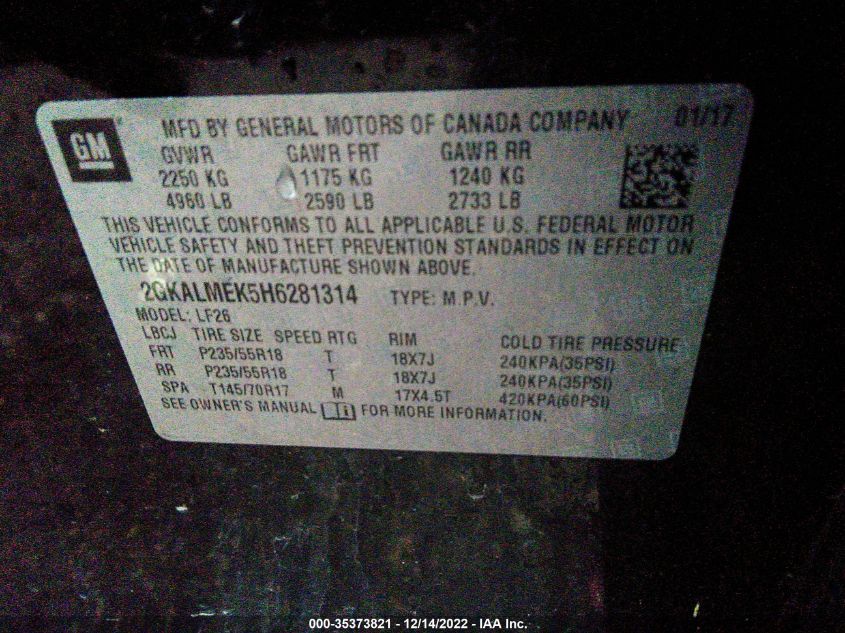 GM
MFD BY GENERAL MOTORS OF CANADA COMPANY 01/17
GVWR GAWR FRT GAWR RR
2250 KG 1175 KG 1240 KG
4960 LB 2590 LB 2733 LB
THIS VEHICLE CONFORMS TO ALL APPLICABLE U.S. FEDERAL MOTOR
VEHICLE SAFETY AND THEFT PREVENTION STANDARDS IN EFFECT ON
THE DATE OF MANUFACTURE SHOWN ABOVE.
2GKALMEK5H6281314 TYPE: M.P.V.
MODEL: LF26
LBCJ TIRE SIZE SPEED RTG RIM COLD TIRE PRESSURE
FRT P235/55R18 T 18X7J 240KPA(35PSI)
RR P235/55R18 T 18X7J 240KPA(35PSI)
SPA T145/70R17 M 17X4.5T 420KPA(60PSI)
SEE OWNER'S MANUAL FOR MORE INFORMATION.
000-35373821 - 12/14/2022 - IAA Inc.